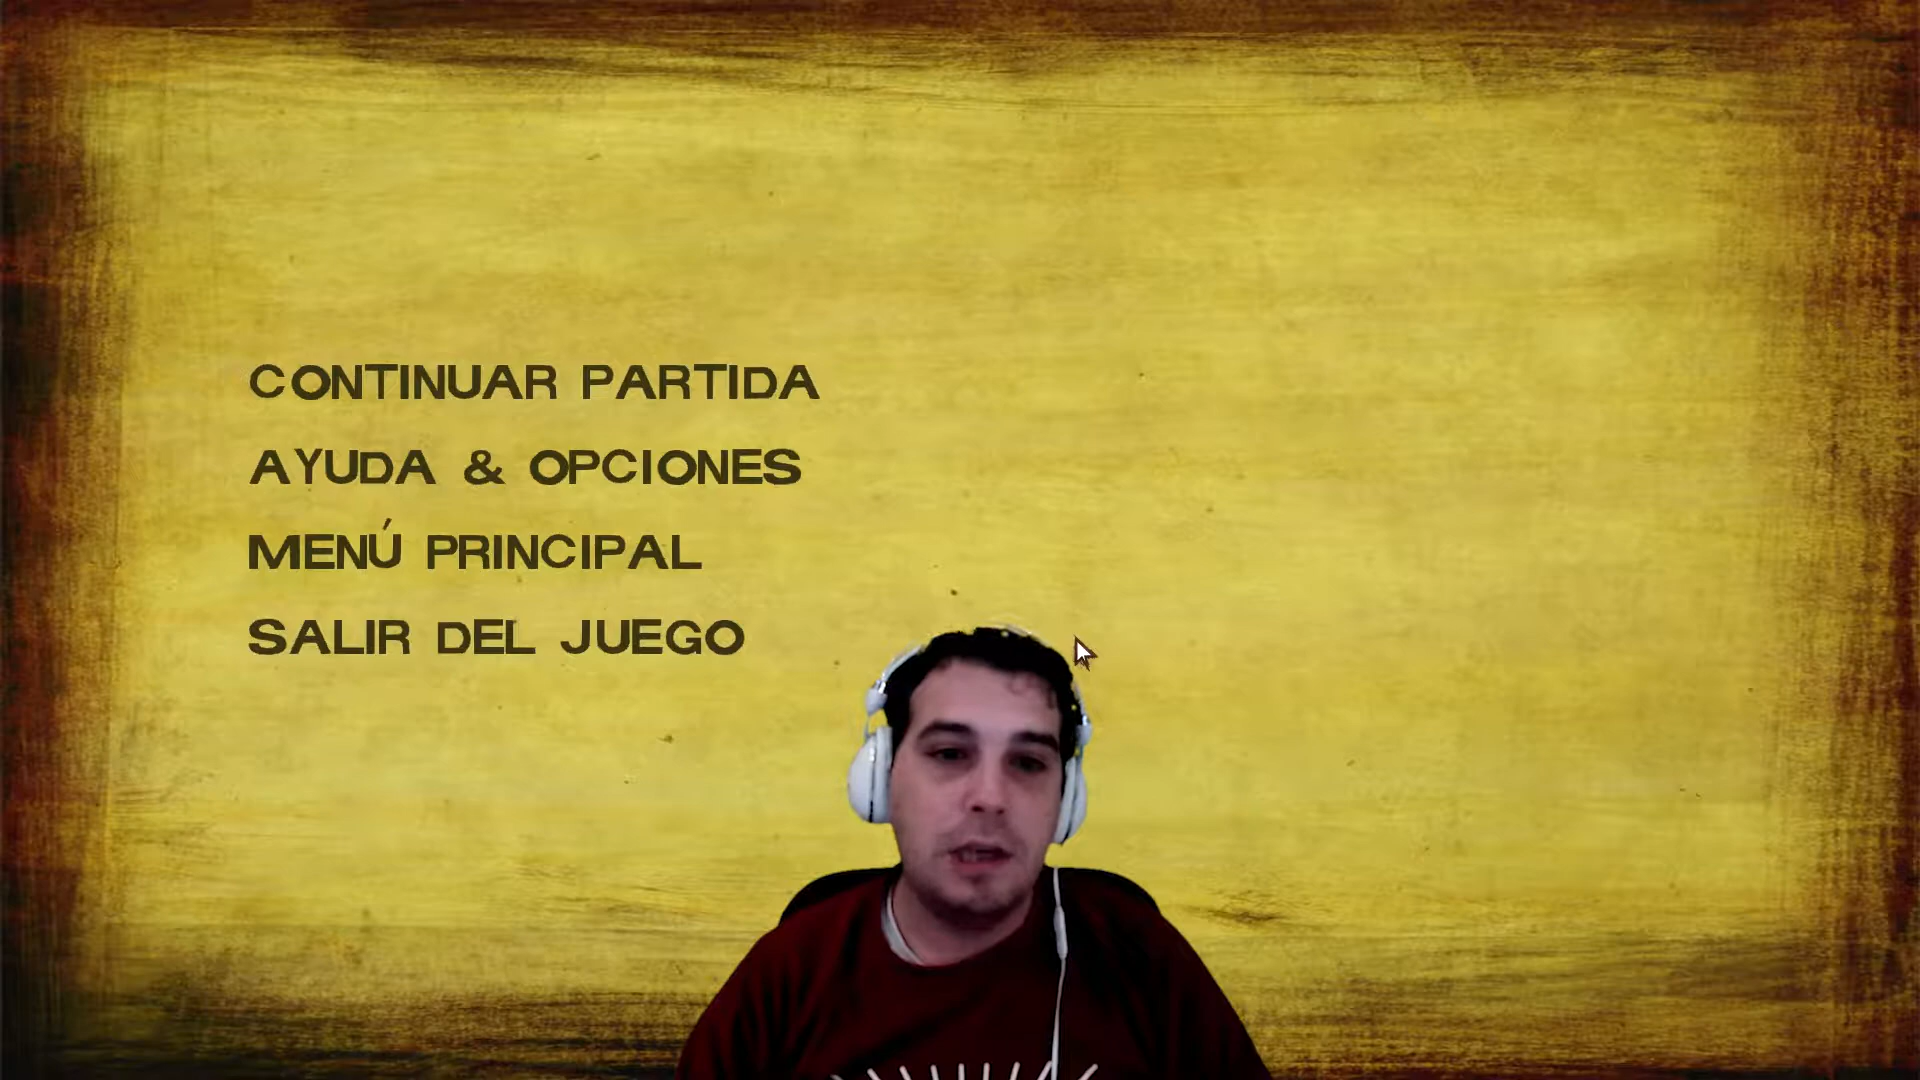 CONTINUAR PARTIDA
AYUDA & OPCIONES
MENÚ PRINCIPAL
SALIR DEL JUEGO